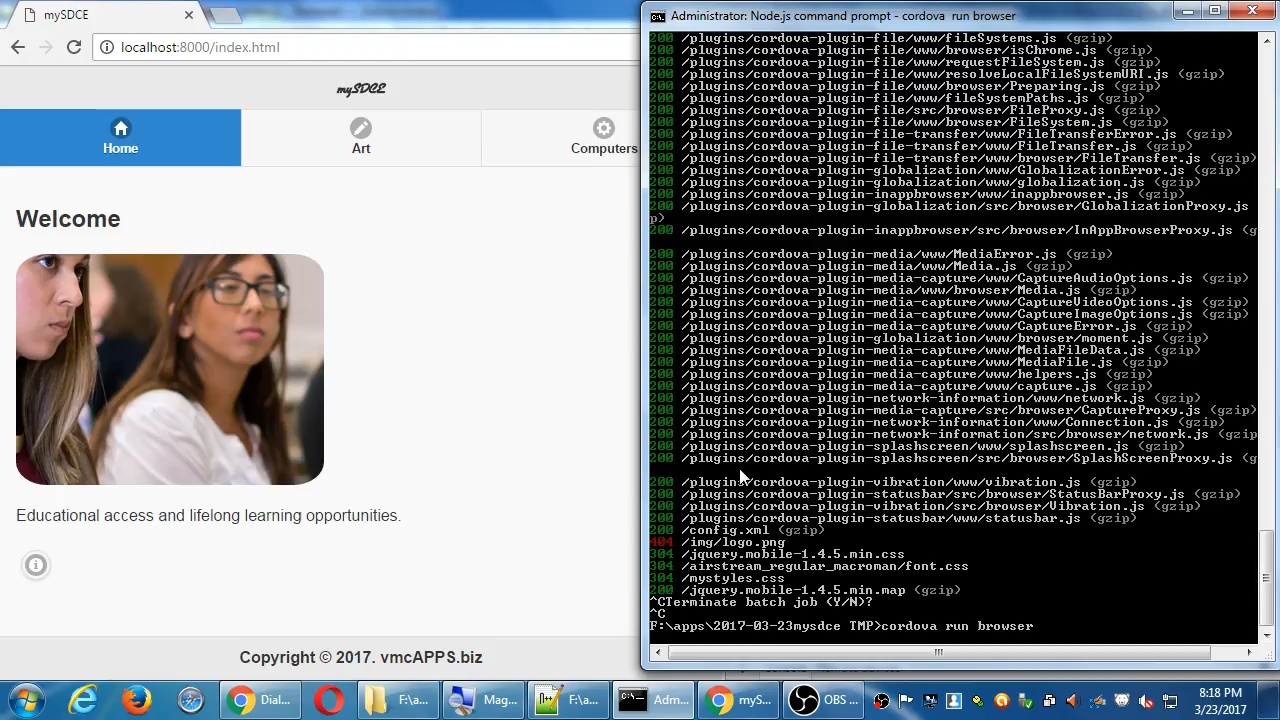 mySDCE
localhost:8000/index.html
mySDCE
Home
Art
Computers
Welcome
Educational access and lifelong learning opportunities.
Copyright © 2017. vmcAPPS.biz
Administrator: Node.js command prompt - cordova run browser
200 /plugins/cordova-plugin-file/www/fileSystems.js (gzip)
200 /plugins/cordova-plugin-file/www/browser/isChrome.js (gzip)
200 /plugins/cordova-plugin-file/www/requestFileSystem.js (gzip)
200 /plugins/cordova-plugin-file/www/resolveLocalFileSystemURI.js (gzip)
200 /plugins/cordova-plugin-file/www/browser/Preparing.js (gzip)
200 /plugins/cordova-plugin-file/www/fileSystemPaths.js (gzip)
200 /plugins/cordova-plugin-file/src/browser/FileProxy.js (gzip)
200 /plugins/cordova-plugin-file/www/browser/FileSystem.js (gzip)
200 /plugins/cordova-plugin-file-transfer/www/FileTransferError.js (gzip)
200 /plugins/cordova-plugin-file-transfer/www/FileTransfer.js (gzip)
200 /plugins/cordova-plugin-file-transfer/www/browser/FileTransfer.js (gzip)
200 /plugins/cordova-plugin-globalization/www/GlobalizationError.js (gzip)
200 /plugins/cordova-plugin-globalization/www/globalization.js (gzip)
200 /plugins/cordova-plugin-inappbrowser/www/inappbrowser.js (gzip)
200 /plugins/cordova-plugin-globalization/src/browser/GlobalizationProxy.js
p)
200 /plugins/cordova-plugin-inappbrowser/src/browser/InAppBrowserProxy.js (g
200 /plugins/cordova-plugin-media/www/MediaError.js (gzip)
200 /plugins/cordova-plugin-media/www/Media.js (gzip)
200 /plugins/cordova-plugin-media-capture/www/CaptureAudioOptions.js (gzip)
200 /plugins/cordova-plugin-media/www/browser/Media.js (gzip)
200 /plugins/cordova-plugin-media-capture/www/CaptureVideoOptions.js (gzip)
200 /plugins/cordova-plugin-media-capture/www/CaptureImageOptions.js (gzip)
200 /plugins/cordova-plugin-media-capture/www/CaptureError.js (gzip)
200 /plugins/cordova-plugin-globalization/www/browser/moment.js (gzip)
200 /plugins/cordova-plugin-media-capture/www/MediaFileData.js (gzip)
200 /plugins/cordova-plugin-media-capture/www/MediaFile.js (gzip)
200 /plugins/cordova-plugin-media-capture/www/helpers.js (gzip)
200 /plugins/cordova-plugin-media-capture/www/capture.js (gzip)
200 /plugins/cordova-plugin-network-information/www/network.js (gzip)
200 /plugins/cordova-plugin-media-capture/src/browser/CaptureProxy.js (gzip)
200 /plugins/cordova-plugin-network-information/www/Connection.js (gzip)
200 /plugins/cordova-plugin-network-information/src/browser/network.js (gzip
200 /plugins/cordova-plugin-splashscreen/www/splashscreen.js (gzip)
200 /plugins/cordova-plugin-splashscreen/src/browser/SplashScreenProxy.js (g
200 /plugins/cordova-plugin-vibration/www/vibration.js (gzip)
200 /plugins/cordova-plugin-statusbar/src/browser/StatusBarProxy.js (gzip)
200 /plugins/cordova-plugin-vibration/src/browser/Vibration.js (gzip)
200 /plugins/cordova-plugin-statusbar/www/statusbar.js (gzip)
200 /config.xml (gzip)
404 /img/logo.png
304 /jquery.mobile-1.4.5.min.css
304 /airstream_regular_macroman/font.css
304 /mystyles.css
200 /jquery.mobile-1.4.5.min.map (gzip)
^CTerminate batch job (Y/N)?
^C
F:\apps\2017-03-23mysdce TMP>cordova run browser
Dial...
F:\a...
Mag...
F:\a...
Adm...
myS...
OBS ...
8:18 PM
3/23/2017